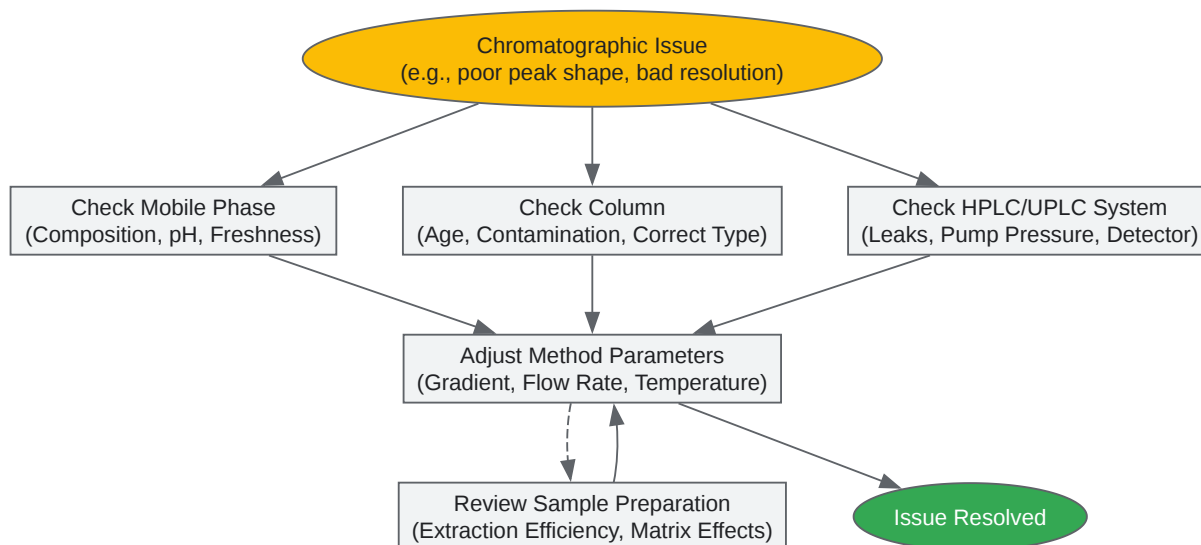 Chromatographic Issue
(e.g., poor peak shape, bad resolution)
Check Mobile Phase
(Composition, pH, Freshness)
Check Column
(Age, Contamination, Correct Type)
Check HPLC/UPLC System
(Leaks, Pump Pressure, Detector)
Adjust Method Parameters
(Gradient, Flow Rate, Temperature)
Review Sample Preparation
(Extraction Efficiency, Matrix Effects)
Issue Resolved